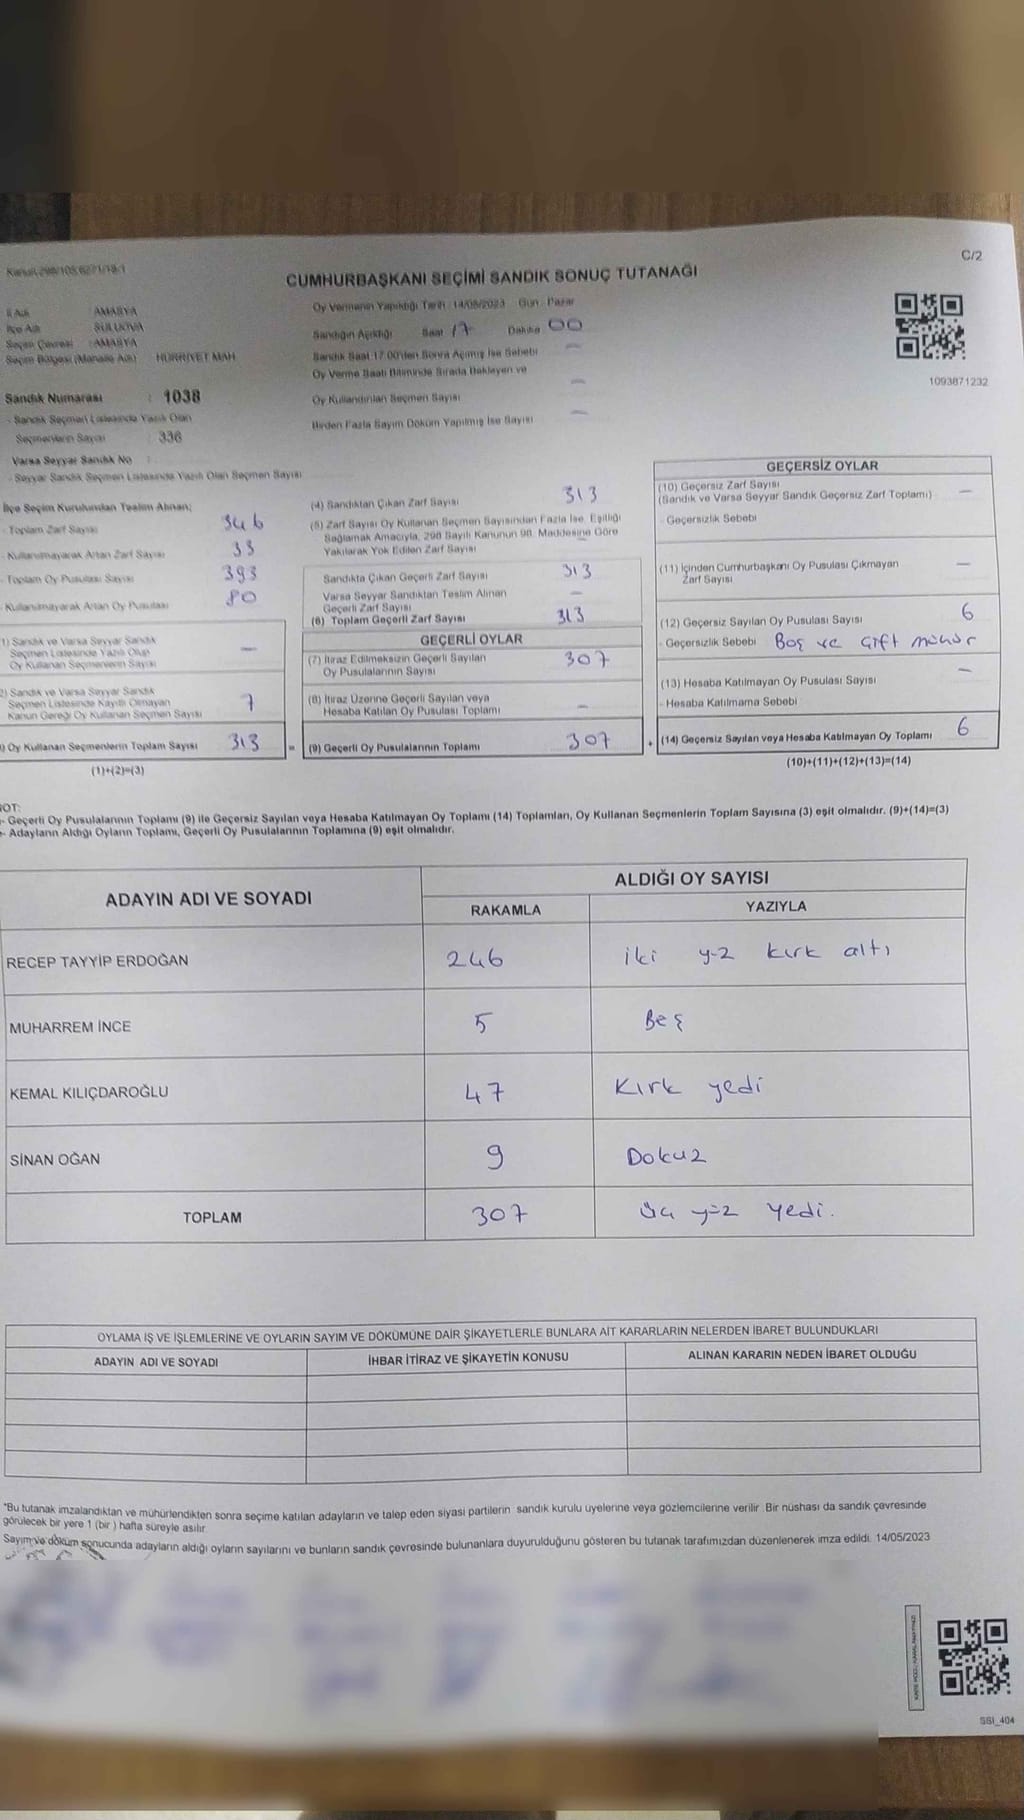 Kanun 298/105,6271/19-1
C/2
CUMHURBAŞKANI SEÇİMİ SANDIK SONUÇ TUTANAĞI
İl Adı : AMASYA
İlçe Adı : SULUOVA
Seçim Çevresi : AMASYA
Seçim Bölgesi (Mahalle Adı) : HÜRRİYET MAH
Sandık Numarası : 1038
- Sandık Seçmen Listesinde Yazılı Olan
Seçmenlerin Sayısı : 336
Varsa Seyyar Sandık No :
- Seyyar Sandık Seçmen Listesinde Yazılı Olan Seçmen Sayısı
Oy Vermenin Yapıldığı Tarih : 14/05/2023 Gün : Pazar
Sandığın Açıldığı Saat 17 Dakika 00
Sandık Saat 17.00'den Sonra Açılmış İse Sebebi —
Oy Verme Saati Bitiminde Sırada Bekleyen ve
Oy Kullandırılan Seçmen Sayısı —
Birden Fazla Sayım Döküm Yapılmış İse Sayısı —
1093871232
İlçe Seçim Kurulundan Teslim Alınan;
- Toplam Zarf Sayısı 346
- Kullanılmayarak Artan Zarf Sayısı 33
- Toplam Oy Pusulası Sayısı 393
- Kullanılmayarak Artan Oy Pusulası 80
1) Sandık ve Varsa Seyyar Sandık
Seçmen Listesinde Yazılı Olup
Oy Kullanan Seçmenlerin Sayısı —
2) Sandık ve Varsa Seyyar Sandık
Seçmen Listesinde Kayıtlı Olmayan
Kanun Gereği Oy Kullanan Seçmen Sayısı 7
) Oy Kullanan Seçmenlerin Toplam Sayısı 313
(1)+(2)=(3)
(4) Sandıktan Çıkan Zarf Sayısı 313
(5) Zarf Sayısı Oy Kullanan Seçmen Sayısından Fazla İse, Eşitliği
Sağlamak Amacıyla, 298 Sayılı Kanunun 98. Maddesine Göre
Yakılarak Yok Edilen Zarf Sayısı —
Sandıkta Çıkan Geçerli Zarf Sayısı 313
Varsa Seyyar Sandıktan Teslim Alınan
Geçerli Zarf Sayısı —
(6) Toplam Geçerli Zarf Sayısı 313
GEÇERLİ OYLAR
(7) İtiraz Edilmeksizin Geçerli Sayılan
Oy Pusulalarının Sayısı 307
(8) İtiraz Üzerine Geçerli Sayılan veya
Hesaba Katılan Oy Pusulası Toplamı —
= (9) Geçerli Oy Pusulalarının Toplamı 307 +
GEÇERSİZ OYLAR
(10) Geçersiz Zarf Sayısı
(Sandık ve Varsa Seyyar Sandık Geçersiz Zarf Toplamı) —
- Geçersizlik Sebebi
(11) İçinden Cumhurbaşkanı Oy Pusulası Çıkmayan
Zarf Sayısı —
(12) Geçersiz Sayılan Oy Pusulası Sayısı 6
- Geçersizlik Sebebi Boş ve Çift mühür
(13) Hesaba Katılmayan Oy Pusulası Sayısı —
- Hesaba Katılmama Sebebi
(14) Geçersiz Sayılan veya Hesaba Katılmayan Oy Toplamı 6
(10)+(11)+(12)+(13)=(14)
NOT:
- Geçerli Oy Pusulalarının Toplamı (9) ile Geçersiz Sayılan veya Hesaba Katılmayan Oy Toplamı (14) Toplamları, Oy Kullanan Seçmenlerin Toplam Sayısına (3) eşit olmalıdır. (9)+(14)=(3)
- Adayların Aldığı Oyların Toplamı, Geçerli Oy Pusulalarının Toplamına (9) eşit olmalıdır.
ADAYIN ADI VE SOYADI
ALDIĞI OY SAYISI
RAKAMLA YAZIYLA
RECEP TAYYİP ERDOĞAN 246 iki yüz kırk altı
MUHARREM İNCE 5 Beş
KEMAL KILIÇDAROĞLU 47 Kırk yedi
SİNAN OĞAN 9 Dokuz
TOPLAM 307 Üç yüz yedi.
OYLAMA İŞ VE İŞLEMLERİNE VE OYLARIN SAYIM VE DÖKÜMÜNE DAİR ŞİKAYETLERLE BUNLARA AİT KARARLARIN NELERDEN İBARET BULUNDUKLARI
ADAYIN ADI VE SOYADI İHBAR İTİRAZ VE ŞİKAYETİN KONUSU ALINAN KARARIN NEDEN İBARET OLDUĞU
*Bu tutanak imzalandıktan ve mühürlendikten sonra seçime katılan adayların ve talep eden siyasi partilerin sandık kurulu üyelerine veya gözlemcilerine verilir. Bir nüshası da sandık çevresinde
görülecek bir yere 1 (bir ) hafta süreyle asılır.
Sayım ve döküm sonucunda adayların aldığı oyların sayılarını ve bunların sandık çevresinde bulunanlara duyurulduğunu gösteren bu tutanak tarafımızdan düzenlenerek imza edildi. 14/05/2023
SSI_404